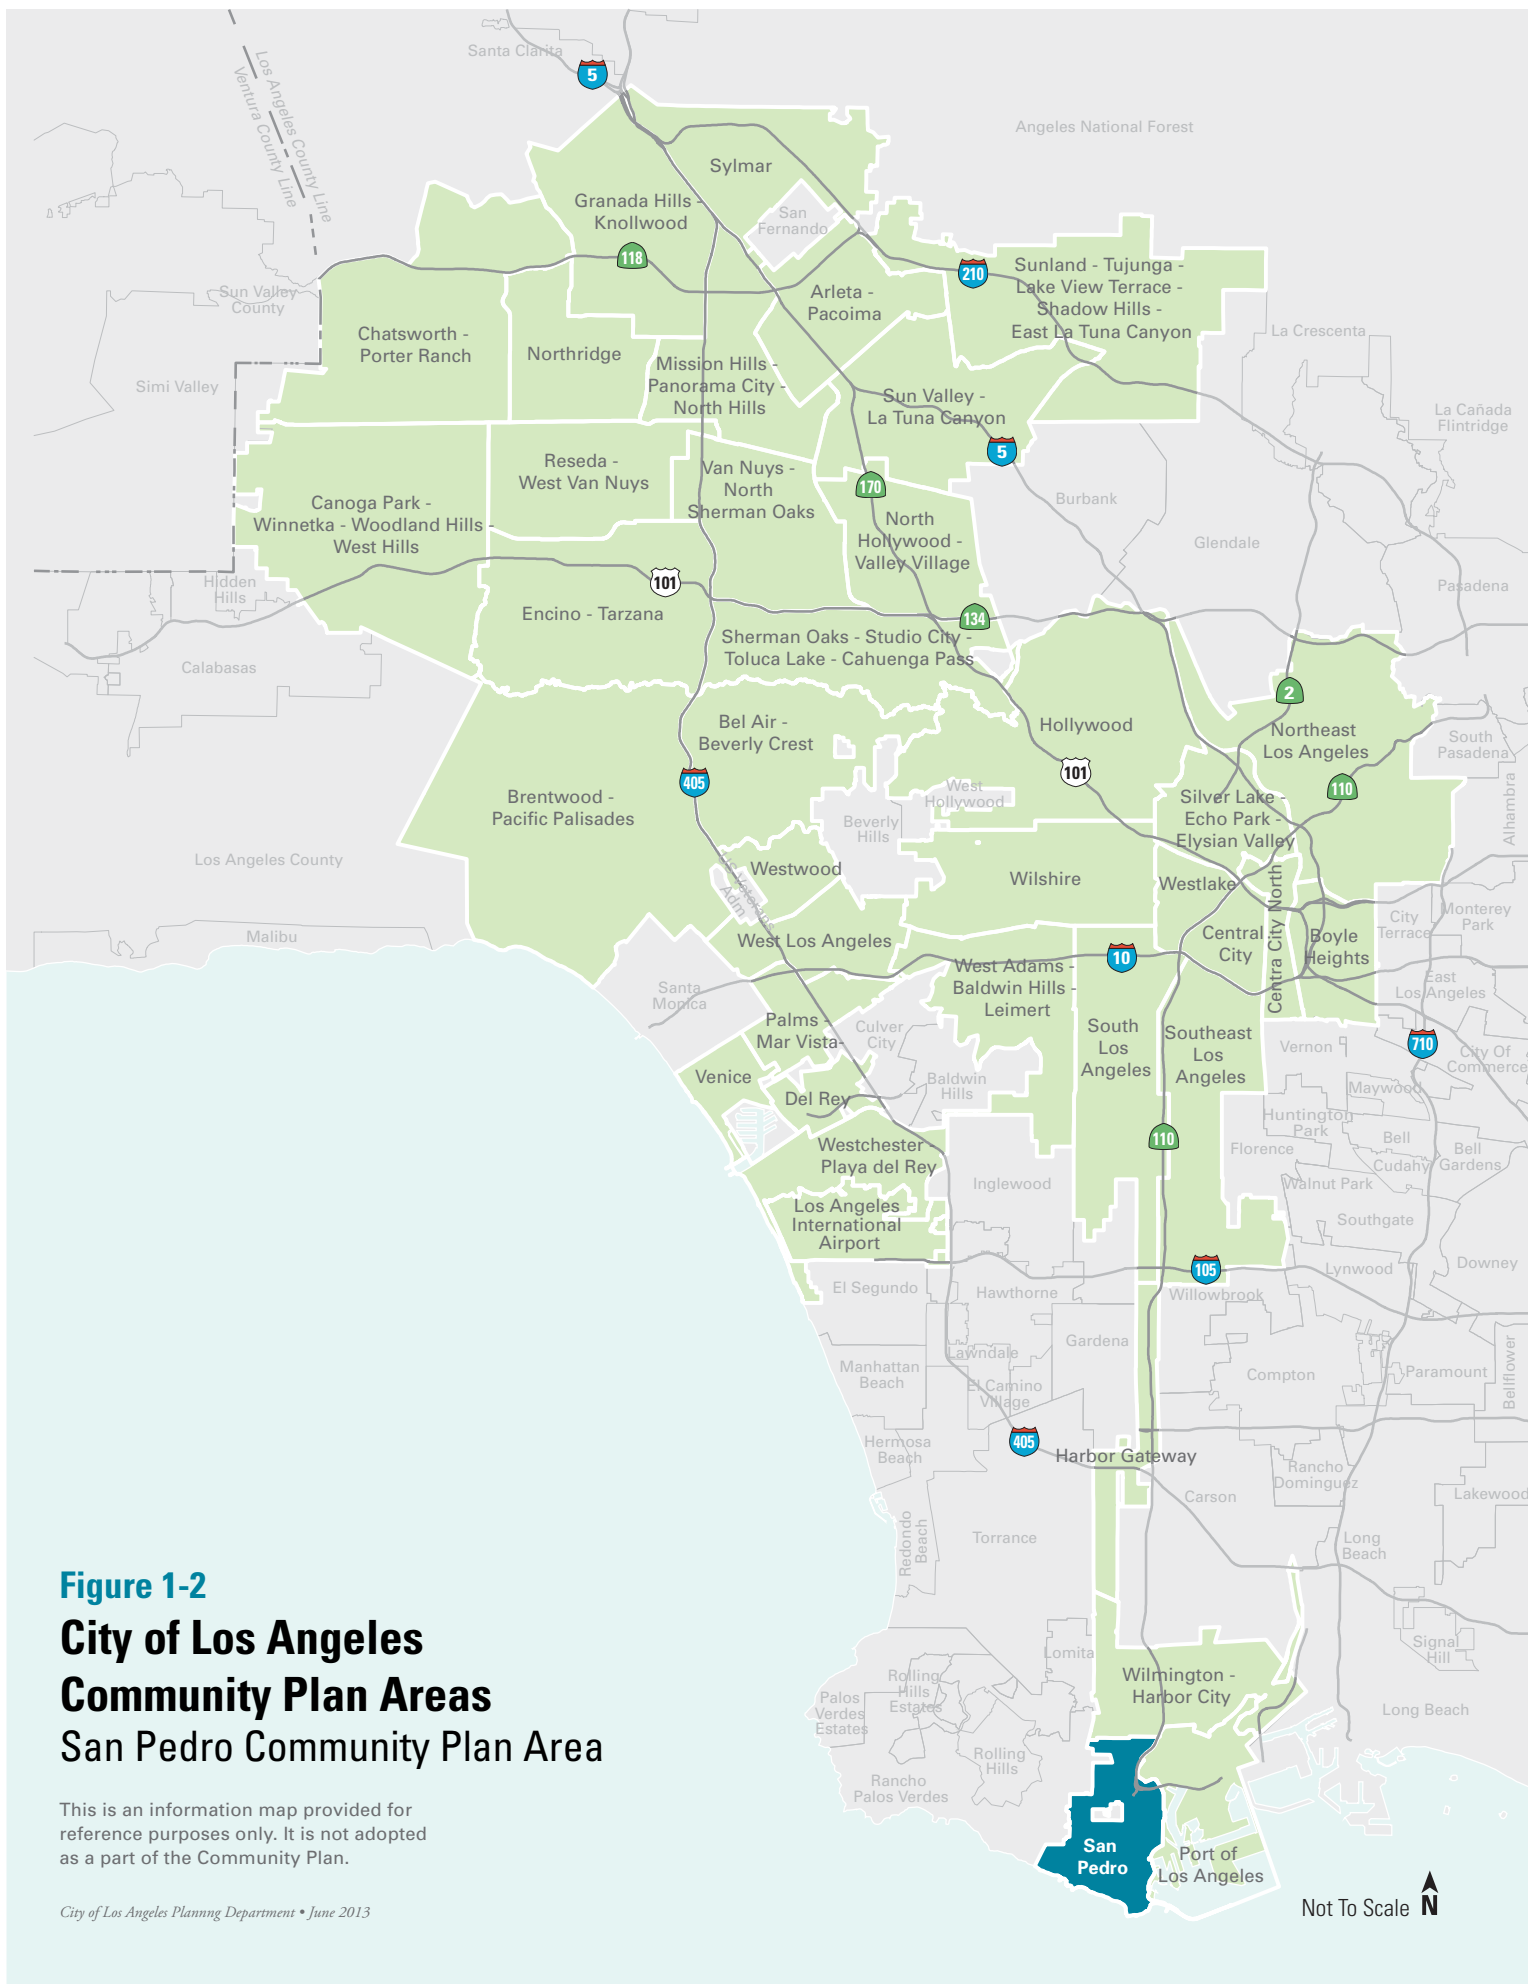 Santa Clarita
5
Los Angeles County Line
Ventura County Line
Angeles National Forest
Sylmar
Granada Hills -
Knollwood
San
Fernando
118
210
Sunland - Tujunga -
Lake View Terrace -
Shadow Hills -
East La Tuna Canyon
Sun Valley
County
Arleta -
Pacoima
Chatsworth -
Porter Ranch
Northridge
La Crescenta
Mission Hills -
Panorama City -
North Hills
Simi Valley
Sun Valley -
La Tuna Canyon
La Cañada
Flintridge
5
Reseda -
West Van Nuys
Van Nuys -
North
Sherman Oaks
170
Burbank
Canoga Park -
Winnetka - Woodland Hills -
West Hills
North
Hollywood -
Valley Village
Glendale
Hidden
Hills
101
Pasadena
Encino - Tarzana
134
Sherman Oaks - Studio City -
Toluca Lake - Cahuenga Pass
Calabasas
2
Bel Air -
Beverly Crest
Hollywood
Northeast
Los Angeles
South
Pasadena
405
101
110
Brentwood -
Pacific Palisades
West
Hollywood
Silver Lake -
Echo Park -
Elysian Valley
Alhambra
Beverly
Hills
Los Angeles County
US Veterans
Adm
Westwood
Wilshire
Westlake
Centra City North
Malibu
West Los Angeles
Central
City
Boyle
Heights
City
Terrace
Monterey
Park
10
West Adams -
Baldwin Hills -
Leimert
East
Los Angeles
Santa
Monica
Palms -
Mar Vista-
Culver
City
South
Los
Angeles
Southeast
Los
Angeles
Vernon
710
City Of
Commerce
Venice
Baldwin
Hills
Maywood
Del Rey
Huntington
Park
110
Bell
Florence
Cudahy
Bell
Gardens
Westchester -
Playa del Rey
Inglewood
Walnut Park
Los Angeles
International
Airport
Southgate
105
Lynwood
Downey
El Segundo
Hawthorne
Willowbrook
Gardena
Lawndale
Manhattan
Beach
El Camino
Village
Compton
Paramount
Bellflower
405
Hermosa
Beach
Harbor Gateway
Rancho
Dominguez
Carson
Lakewood
Redondo
Beach
Torrance
Long
Beach
Figure 1-2
City of Los Angeles
Community Plan Areas
San Pedro Community Plan Area
Lomita
Signal
Hill
Rolling
Hills
Estates
Wilmington -
Harbor City
Palos
Verdes
Estates
Long Beach
Rolling
Hills
Rancho
Palos Verdes
This is an information map provided for
reference purposes only. It is not adopted
as a part of the Community Plan.
San
Pedro
Port of
Los Angeles
City of Los Angeles Plannng Department • June 2013
Not To Scale
N